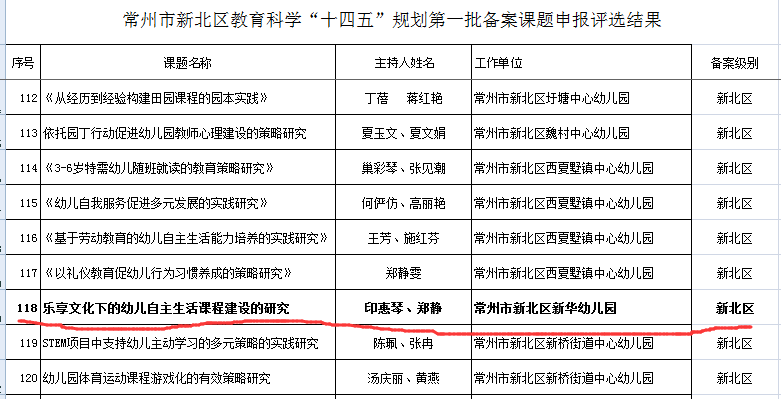 常州市新北区教育科学“十四五”规划第一批备案课题申报评选结果
序号 课题名称 主持人姓名 工作单位 备案级别
112 《从经历到经验构建田园课程的园本实践》 丁蓓 蒋红艳 常州市新北区圩塘中心幼儿园 新北区
113 依托园丁行动促进幼儿园教师心理建设的策略研究 夏玉文、夏文娟 常州市新北区魏村中心幼儿园 新北区
114 《3-6岁特需幼儿随班就读的教育策略研究》 巢彩琴、张见潮 常州市新北区西夏墅镇中心幼儿园 新北区
115 《幼儿自我服务促进多元发展的实践研究》 何俨伤、高丽艳 常州市新北区西夏墅镇中心幼儿园 新北区
116 《基于劳动教育的幼儿自主生活能力培养的实践研究》 王芳、施红芬 常州市新北区西夏墅镇中心幼儿园 新北区
117 《以礼仪教育促幼儿行为习惯养成的策略研究》 郑静雯 常州市新北区西夏墅镇中心幼儿园 新北区
118 乐享文化下的幼儿自主生活课程建设的研究 印惠琴、郑静 常州市新北区新华幼儿园 新北区
119 STEM项目中支持幼儿主动学习的多元策略的实践研究 陈珮、张冉 常州市新北区新桥街道中心幼儿园 新北区
120 幼儿园体育运动课程游戏化的有效策略研究 汤庆丽、黄燕 常州市新北区新桥街道中心幼儿园 新北区